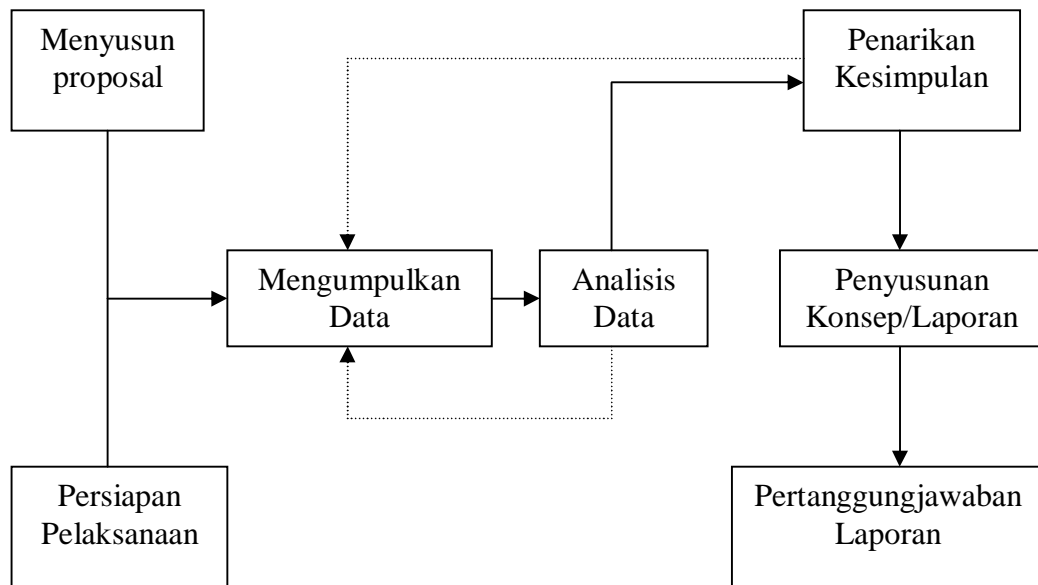 Menyusun
proposal
Penarikan
Kesimpulan
Mengumpulkan
Data
Analisis
Data
Penyusunan
Konsep/Laporan
Persiapan
Pelaksanaan
Pertanggungjawaban
Laporan